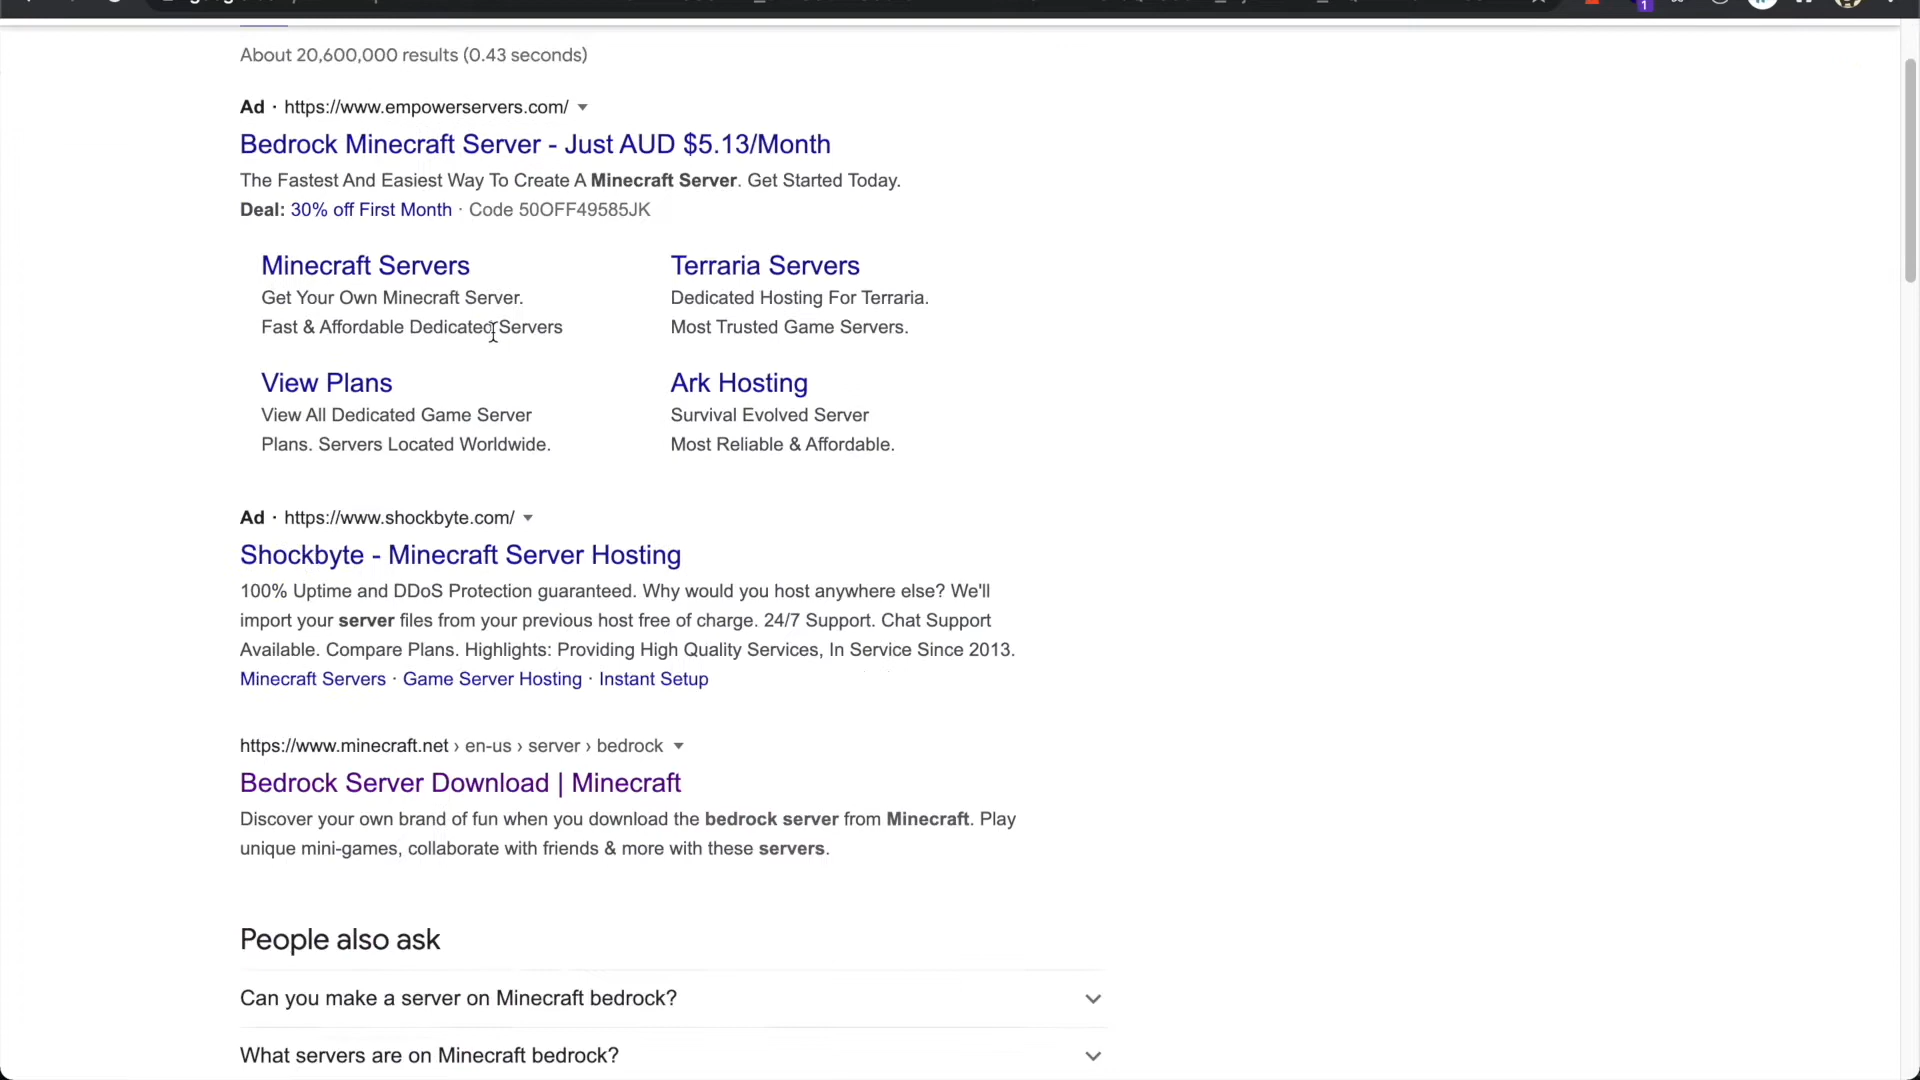 About 20,600,000 results (0.43 seconds)
Ad · https://www.empowerservers.com/
Bedrock Minecraft Server - Just AUD $5.13/Month
The Fastest And Easiest Way To Create A Minecraft Server. Get Started Today.
Deal: 30% off First Month · Code 50OFF49585JK
Minecraft Servers
Get Your Own Minecraft Server.
Fast & Affordable Dedicated Servers
Terraria Servers
Dedicated Hosting For Terraria.
Most Trusted Game Servers.
View Plans
View All Dedicated Game Server
Plans. Servers Located Worldwide.
Ark Hosting
Survival Evolved Server
Most Reliable & Affordable.
Ad · https://www.shockbyte.com/
Shockbyte - Minecraft Server Hosting
100% Uptime and DDoS Protection guaranteed. Why would you host anywhere else? We'll
import your server files from your previous host free of charge. 24/7 Support. Chat Support
Available. Compare Plans. Highlights: Providing High Quality Services, In Service Since 2013.
Minecraft Servers · Game Server Hosting · Instant Setup
https://www.minecraft.net › en-us › server › bedrock
Bedrock Server Download | Minecraft
Discover your own brand of fun when you download the bedrock server from Minecraft. Play
unique mini-games, collaborate with friends & more with these servers.
People also ask
Can you make a server on Minecraft bedrock?
What servers are on Minecraft bedrock?
1